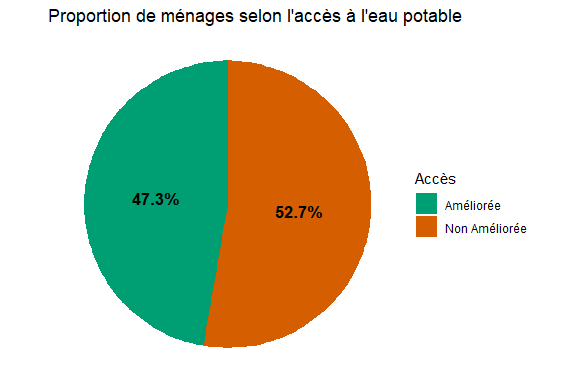 Proportion de ménages selon l'accès à l'eau potable
47.3%
52.7%
Accès
Améliorée
Non Améliorée